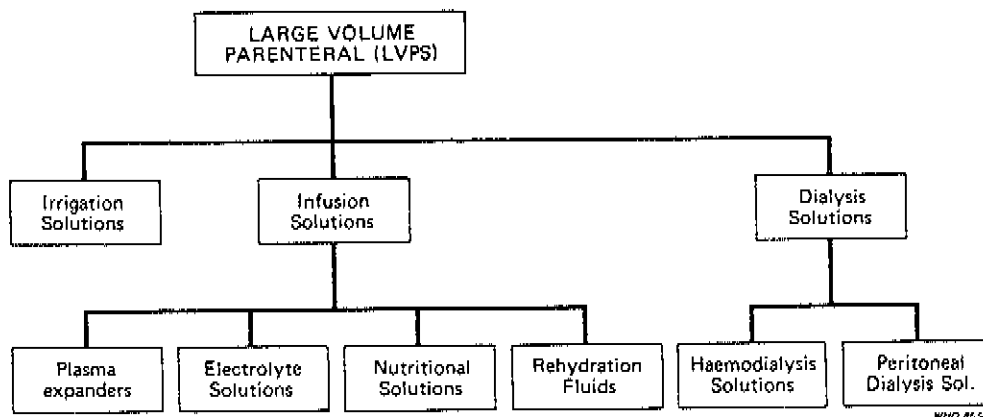 LARGE VOLUME
PARENTERAL (LVPS)
Irrigation
Solutions
Infusion
Solutions
Dialysis
Solutions
Plasma
expanders
Electrolyte
Solutions
Nutritional
Solutions
Rehydration
Fluids
Haemodialysis
Solutions
Peritoneal
Dialysis Sol.
WHO